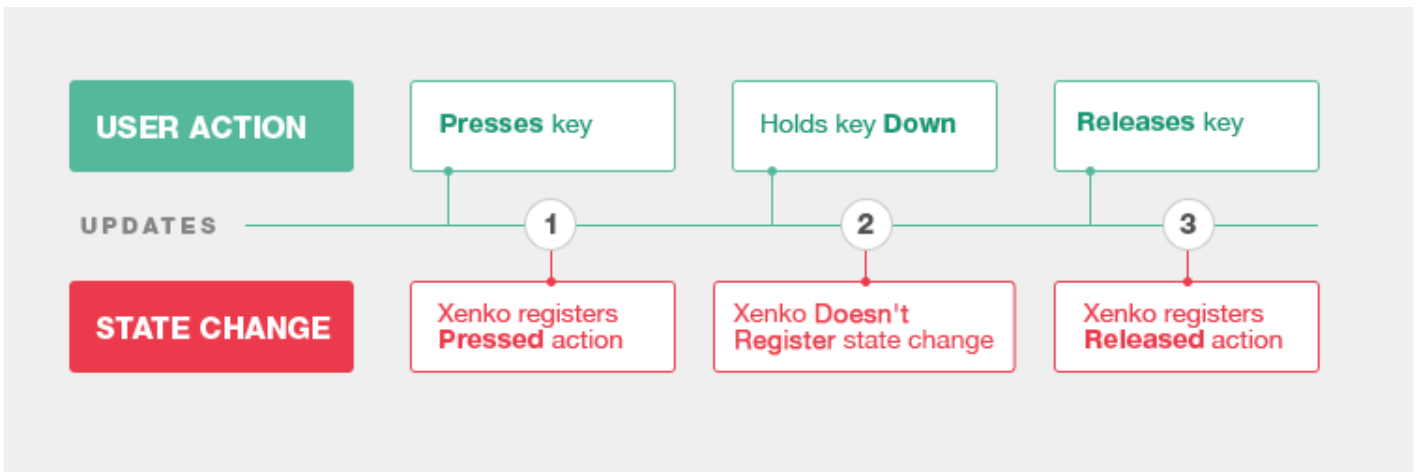 USER ACTION
Presses key
Holds key Down
Releases key
UPDATES
1
2
3
STATE CHANGE
Xenko registers
Pressed action
Xenko Doesn't
Register state change
Xenko registers
Released action